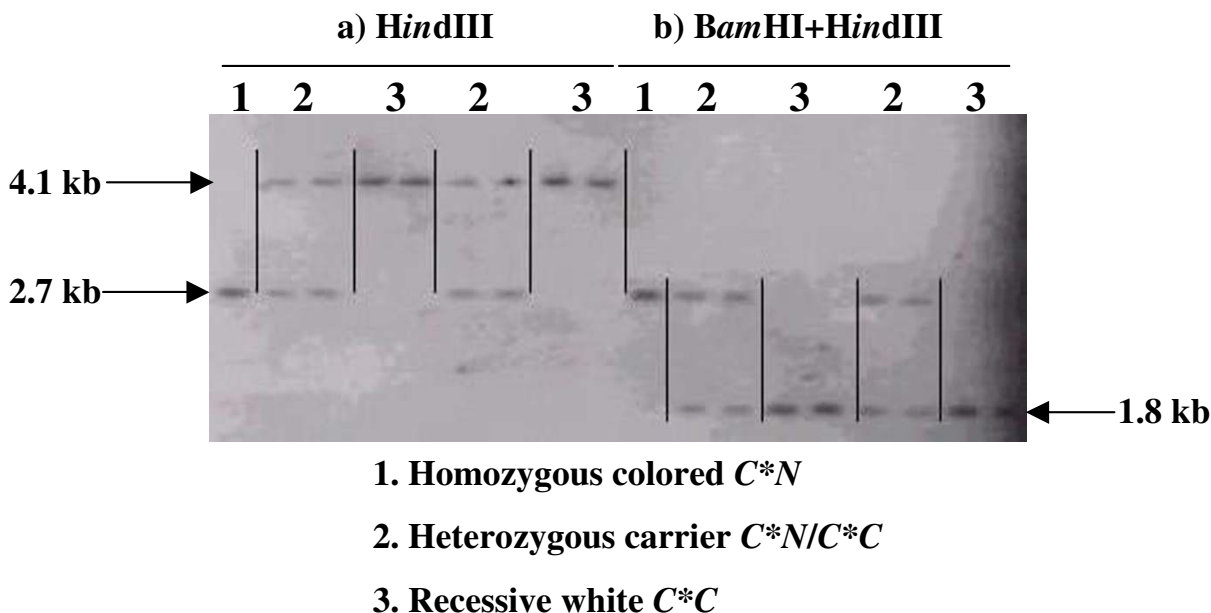 a) HindIII b) BamHI+HindIII
1 2 3 2 3 1 2 3 2 3
4.1 kb
2.7 kb
1.8 kb
1. Homozygous colored C*N
2. Heterozygous carrier C*N/C*C
3. Recessive white C*C